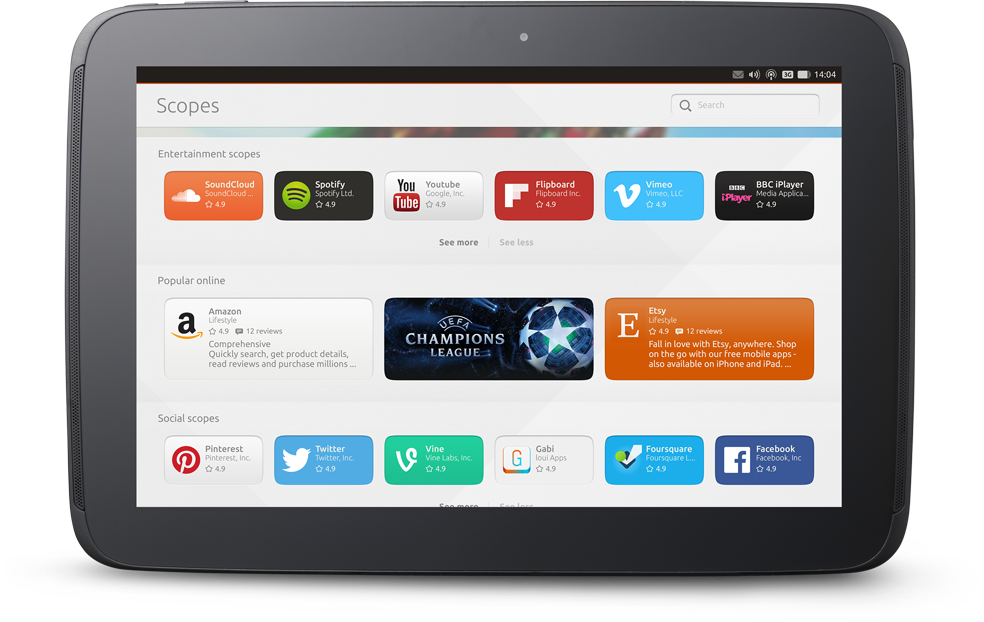 3G 14:04
Scopes
Search
Entertainment scopes
SoundCloud
SoundCloud ...
4.9
Spotify
Spotify Ltd.
4.9
You
Tube
Youtube
Google, Inc.
4.9
Flipboard
Flipboard Inc.
4.9
Vimeo
Vimeo, LLC
4.9
BBC
iPlayer
BBC iPlayer
Media Applica...
4.9
See more See less
Popular online
a
Amazon
Lifestyle
4.9 12 reviews
Comprehensive
Quickly search, get product details,
read reviews and purchase millions ...
UEFA
CHAMPIONS
LEAGUE
E
Etsy
Lifestyle
4.9 12 reviews
Fall in love with Etsy, anywhere. Shop
on the go with our free mobile apps -
also available on iPhone and iPad. ...
Social scopes
Pinterest
Pinterest, Inc.
4.9
Twitter
Twitter, Inc.
4.9
Vine
Vine Labs, Inc.
4.9
G
Gabi
loui Apps
4.9
Foursquare
Foursquare L...
4.9
f
Facebook
Facebook, Inc
4.9
See more See less